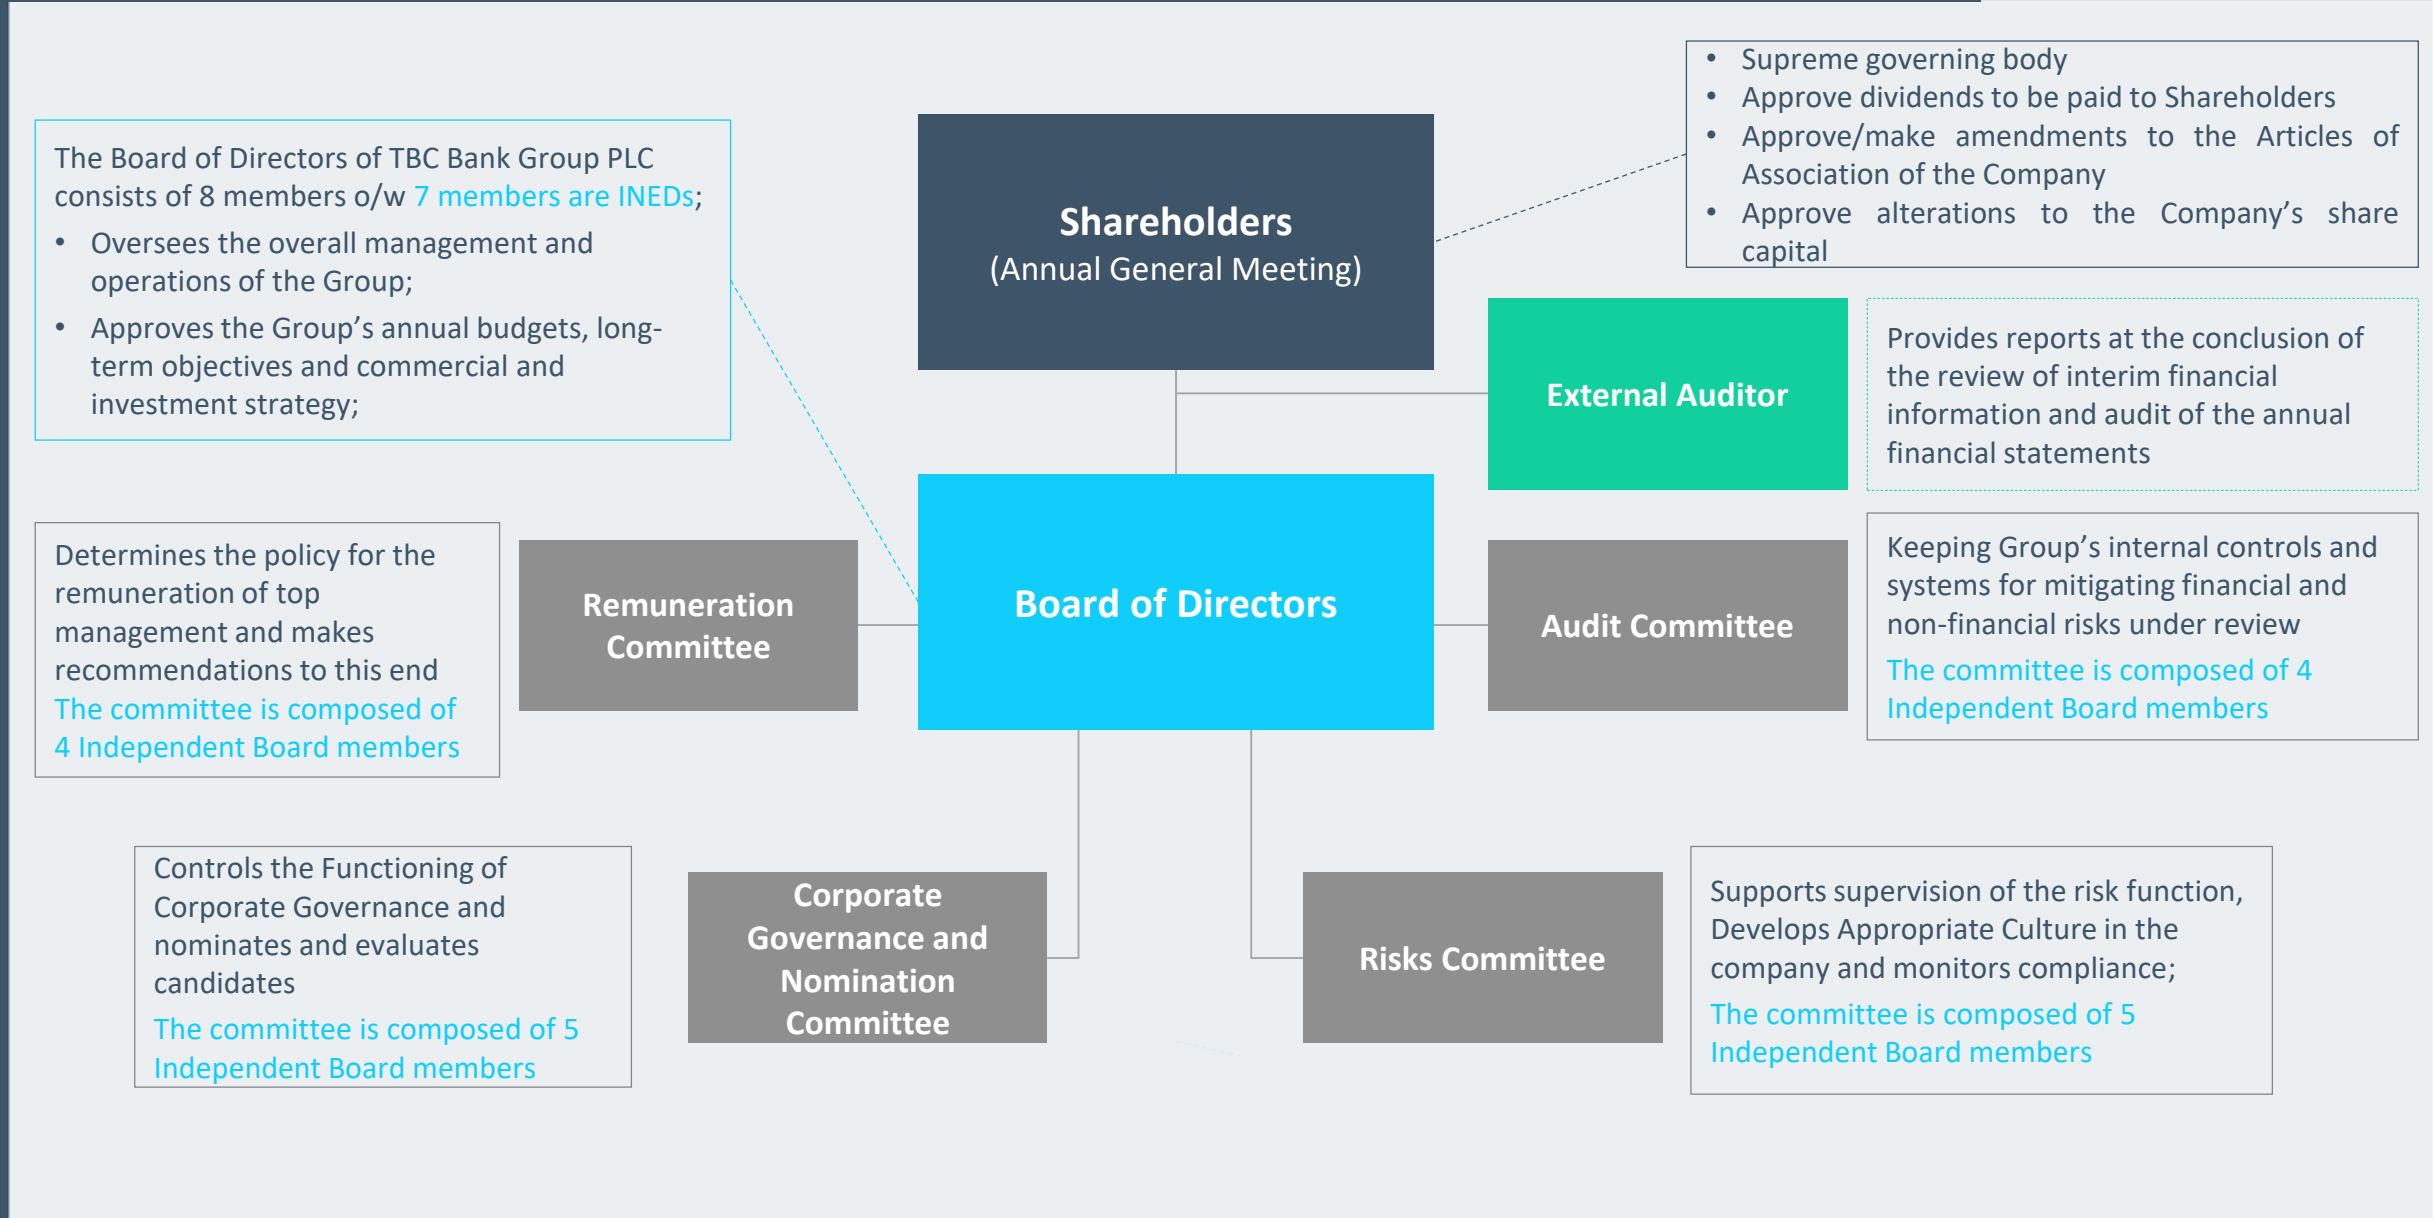 • Supreme governing body
• Approve dividends to be paid to Shareholders
• Approve/make amendments to the Articles of
Association of the Company
• Approve alterations to the Company’s share
capital
The Board of Directors of TBC Bank Group PLC
consists of 8 members o/w 7 members are INEDs;
• Oversees the overall management and
operations of the Group;
• Approves the Group’s annual budgets, long-
term objectives and commercial and
investment strategy;
Shareholders
(Annual General Meeting)
External Auditor
Provides reports at the conclusion of
the review of interim financial
information and audit of the annual
financial statements
Determines the policy for the
remuneration of top
management and makes
recommendations to this end
The committee is composed of
4 Independent Board members
Remuneration
Committee
Board of Directors
Audit Committee
Keeping Group’s internal controls and
systems for mitigating financial and
non-financial risks under review
The committee is composed of 4
Independent Board members
Controls the Functioning of
Corporate Governance and
nominates and evaluates
candidates
The committee is composed of 5
Independent Board members
Corporate
Governance and
Nomination
Committee
Risks Committee
Supports supervision of the risk function,
Develops Appropriate Culture in the
company and monitors compliance;
The committee is composed of 5
Independent Board members